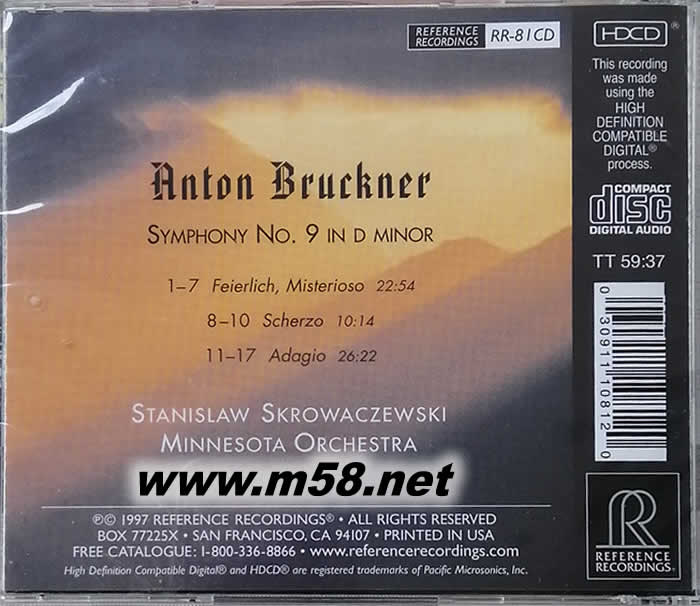 REFERENCE
RECORDINGS
RR-81CD
HDCD®
This recording
was made
using the
HIGH
DEFINITION
COMPATIBLE
DIGITAL®
process.
COMPACT
disc
DIGITAL AUDIO
TT 59:37
Anton Bruckner
SYMPHONY NO. 9 IN D MINOR
1–7 Feierlich, Misterioso 22:54
8–10 Scherzo 10:14
11–17 Adagio 26:22
STANISLAW SKROWACZEWSKI
MINNESOTA ORCHESTRA
www.m58.net
0 30911 10812 0
℗© 1997 REFERENCE RECORDINGS® • ALL RIGHTS RESERVED
BOX 77225X • SAN FRANCISCO, CA 94107 • PRINTED IN USA
FREE CATALOGUE: 1-800-336-8866 • www.referencerecordings.com
High Definition Compatible Digital® and HDCD® are registered trademarks of Pacific Microsonics, Inc.
R
REFERENCE
RECORDINGS®